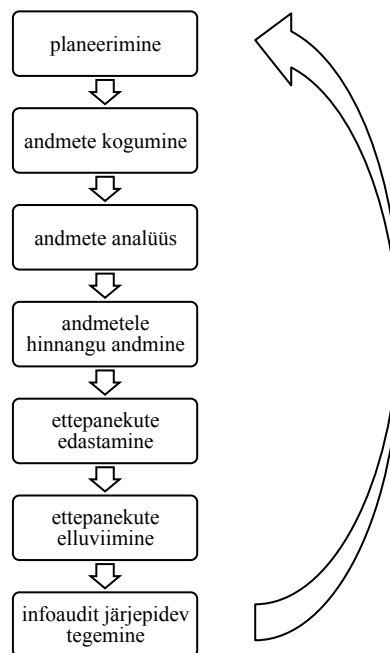 planeerimine
andmete kogumine
andmete analüüs
andmetele
hinnangu andmine
ettepanekute
edastamine
ettepanekute
elluviimine
infoaudit järjepidev
tegemine